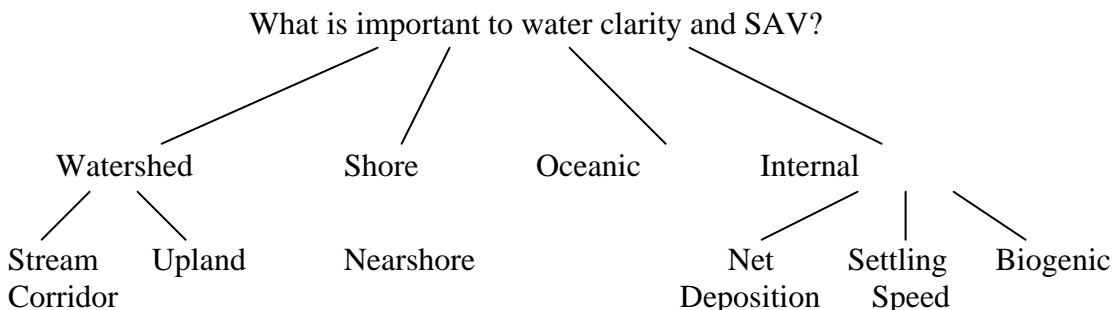 What is important to water clarity and SAV?
Watershed Shore Oceanic Internal
Stream Upland Nearshore Net Settling Biogenic
Corridor Deposition Speed